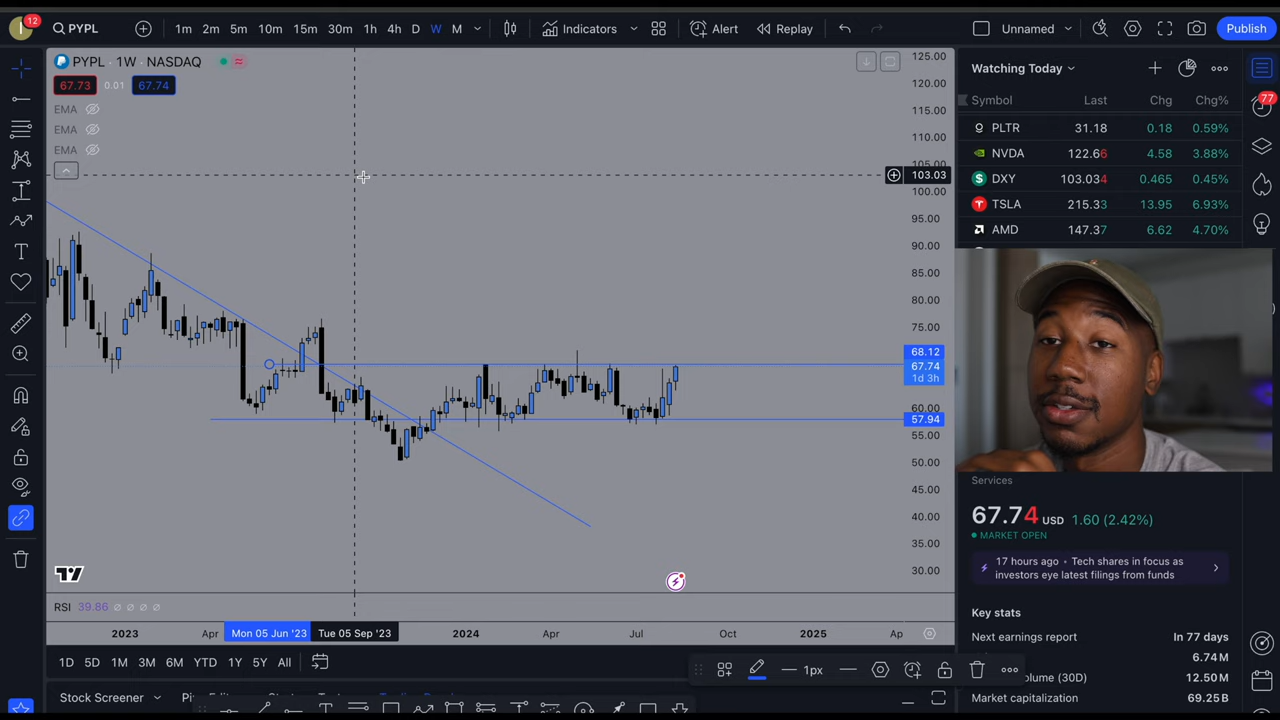 12
PYPL
1m 2m 5m 10m 15m 30m 1h 4h D W M
Indicators
Alert
Replay
Unnamed
Publish
PYPL · 1W · NASDAQ
67.73 0.01 67.74
EMA
EMA
EMA
125.00
120.00
115.00
110.00
105.00
103.03
100.00
95.00
90.00
85.00
80.00
75.00
68.12
67.74
1d 3h
60.00
57.94
55.00
50.00
45.00
40.00
35.00
30.00
RSI 39.86
2023 Apr Mon 05 Jun '23 Tue 05 Sep '23 2024 Apr Jul Oct 2025 Ap
1D 5D 1M 3M 6M YTD 1Y 5Y All
1px
Stock Screener
Watching Today
77
Symbol Last Chg Chg%
PLTR 31.18 0.18 0.59%
NVDA 122.66 4.58 3.88%
DXY 103.034 0.465 0.45%
TSLA 215.33 13.95 6.93%
AMD 147.37 6.62 4.70%
Services
67.74 USD 1.60 (2.42%)
MARKET OPEN
17 hours ago · Tech shares in focus as
investors eye latest filings from funds
Key stats
Next earnings report In 77 days
6.74M
(30D) 12.50M
Market capitalization 69.25B